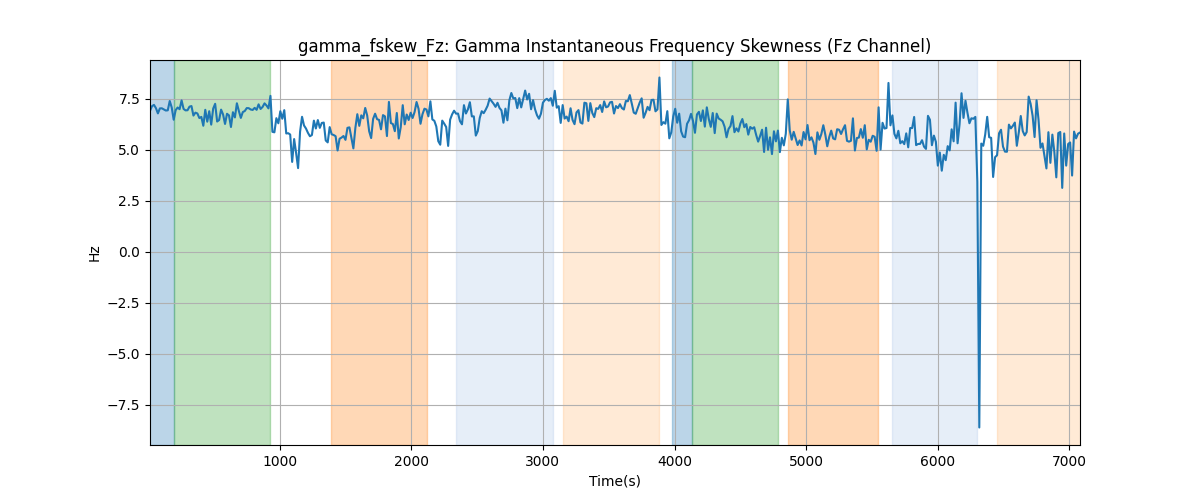 gamma_fskew_Fz: Gamma Instantaneous Frequency Skewness (Fz Channel)
7.5
5.0
2.5
0.0
−2.5
−5.0
−7.5
Hz
1000 2000 3000 4000 5000 6000 7000
Time(s)